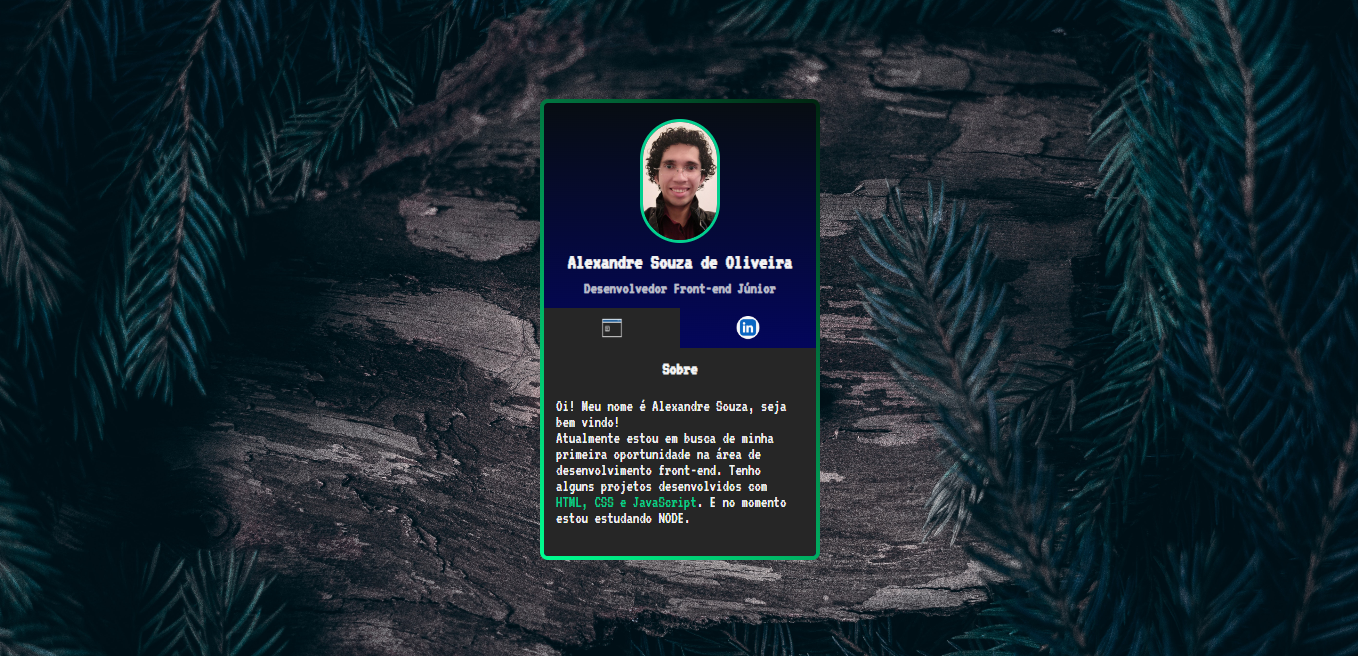 Alexandre Souza de Oliveira
Desenvolvedor Front-end Júnior
in
Sobre
Oi! Meu nome é Alexandre Souza, seja
bem vindo!
Atualmente estou em busca de minha
primeira oportunidade na área de
desenvolvimento front-end. Tenho
alguns projetos desenvolvidos com
HTML, CSS e JavaScript. E no momento
estou estudando NODE.